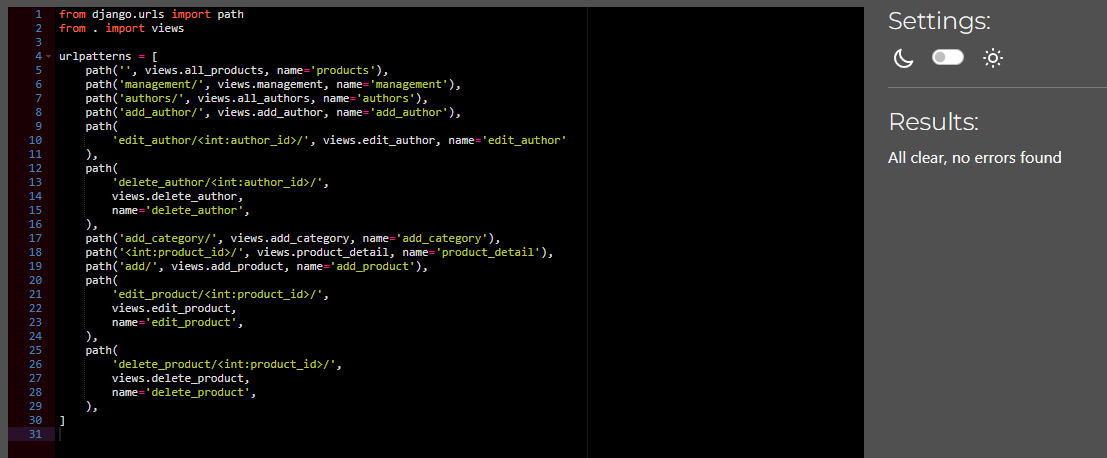 1 from django.urls import path
2 from . import views
3
4 urlpatterns = [
5     path('', views.all_products, name='products'),
6     path('management/', views.management, name='management'),
7     path('authors/', views.all_authors, name='authors'),
8     path('add_author/', views.add_author, name='add_author'),
9     path(
10         'edit_author/<int:author_id>/', views.edit_author, name='edit_author'
11     ),
12     path(
13         'delete_author/<int:author_id>/',
14         views.delete_author,
15         name='delete_author',
16     ),
17     path('add_category/', views.add_category, name='add_category'),
18     path('<int:product_id>/', views.product_detail, name='product_detail'),
19     path('add/', views.add_product, name='add_product'),
20     path(
21         'edit_product/<int:product_id>/',
22         views.edit_product,
23         name='edit_product',
24     ),
25     path(
26         'delete_product/<int:product_id>/',
27         views.delete_product,
28         name='delete_product',
29     ),
30 ]
31
Settings:
Results:
All clear, no errors found